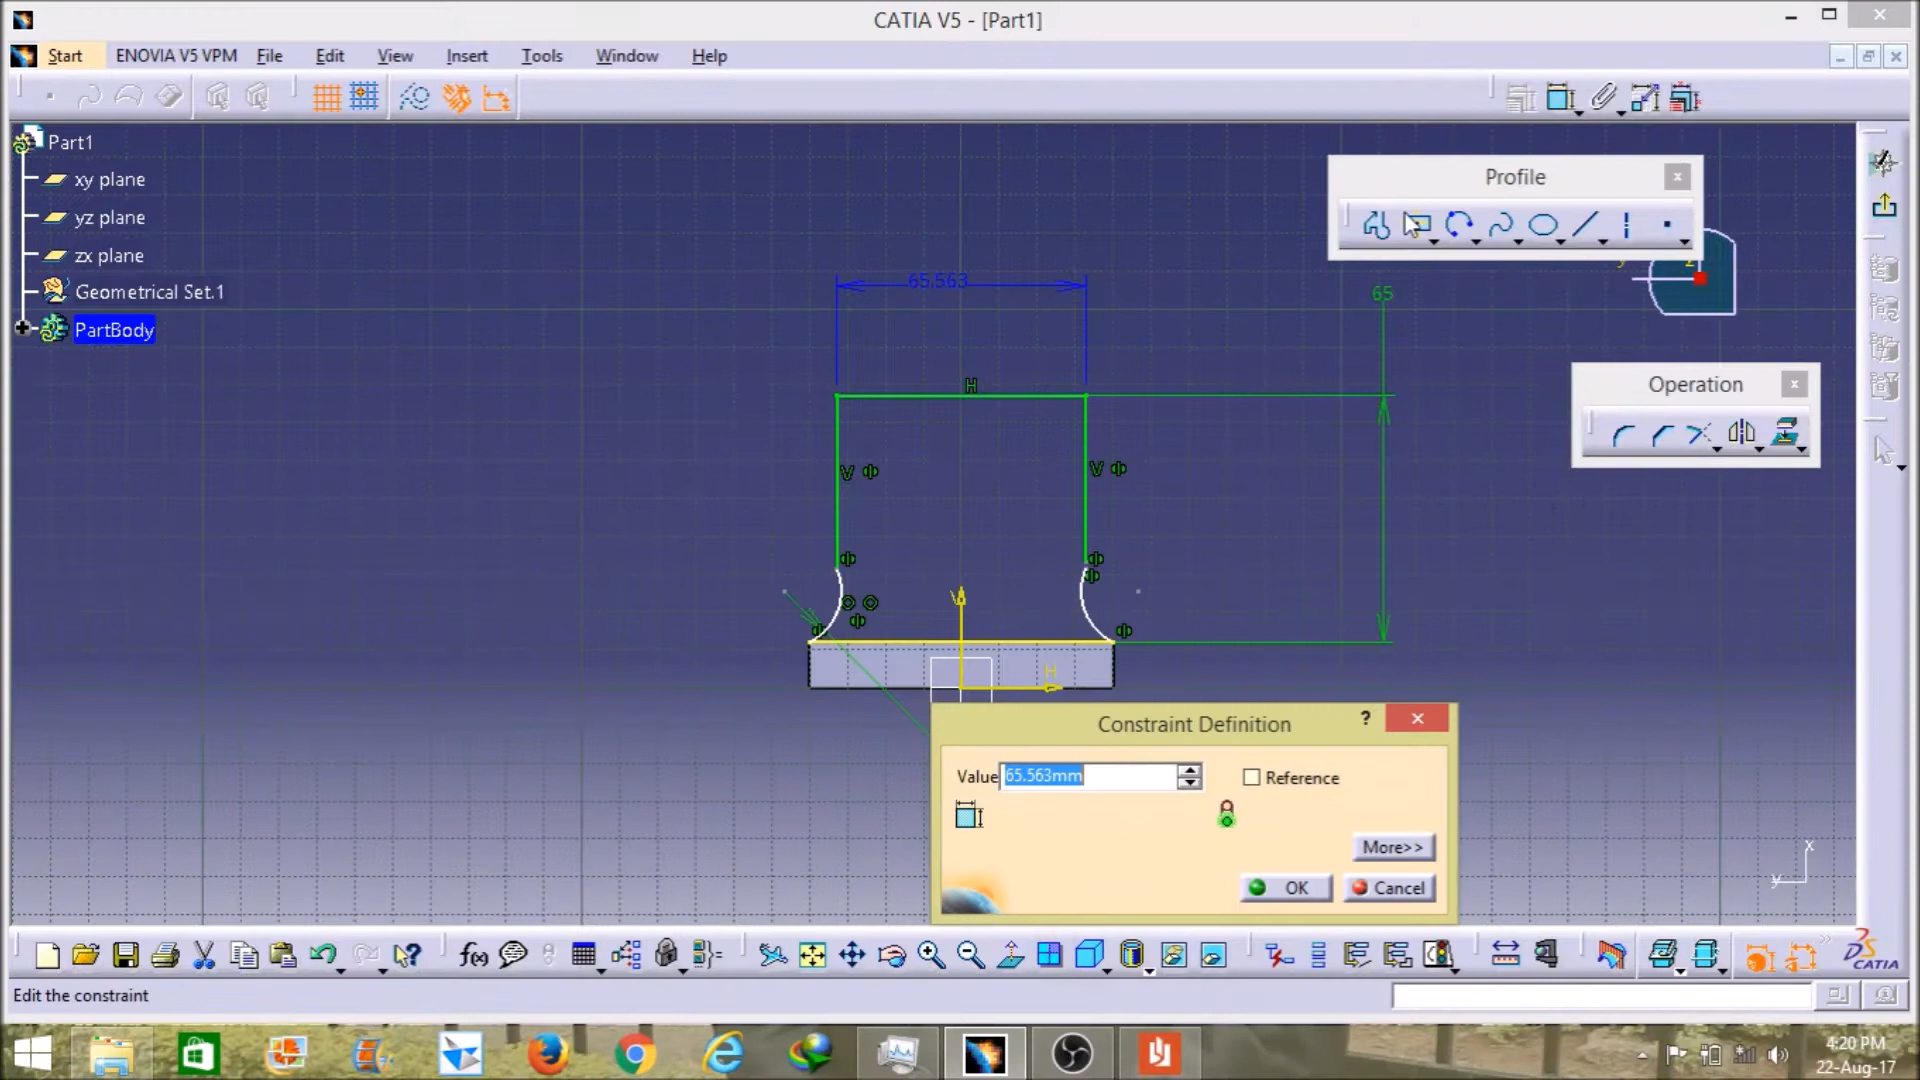 CATIA V5 - [Part1]
Start ENOVIA V5 VPM File Edit View Insert Tools Window Help
Part1
xy plane
yz plane
zx plane
Geometrical Set.1
PartBody
Profile
Operation
65.563
65
H
V
V
V
H
y
z
x
y
Constraint Definition ?
Value 65.563mm
Reference
More>>
OK Cancel
f(x)
CATIA
Edit the constraint
4:20 PM
22-Aug-17